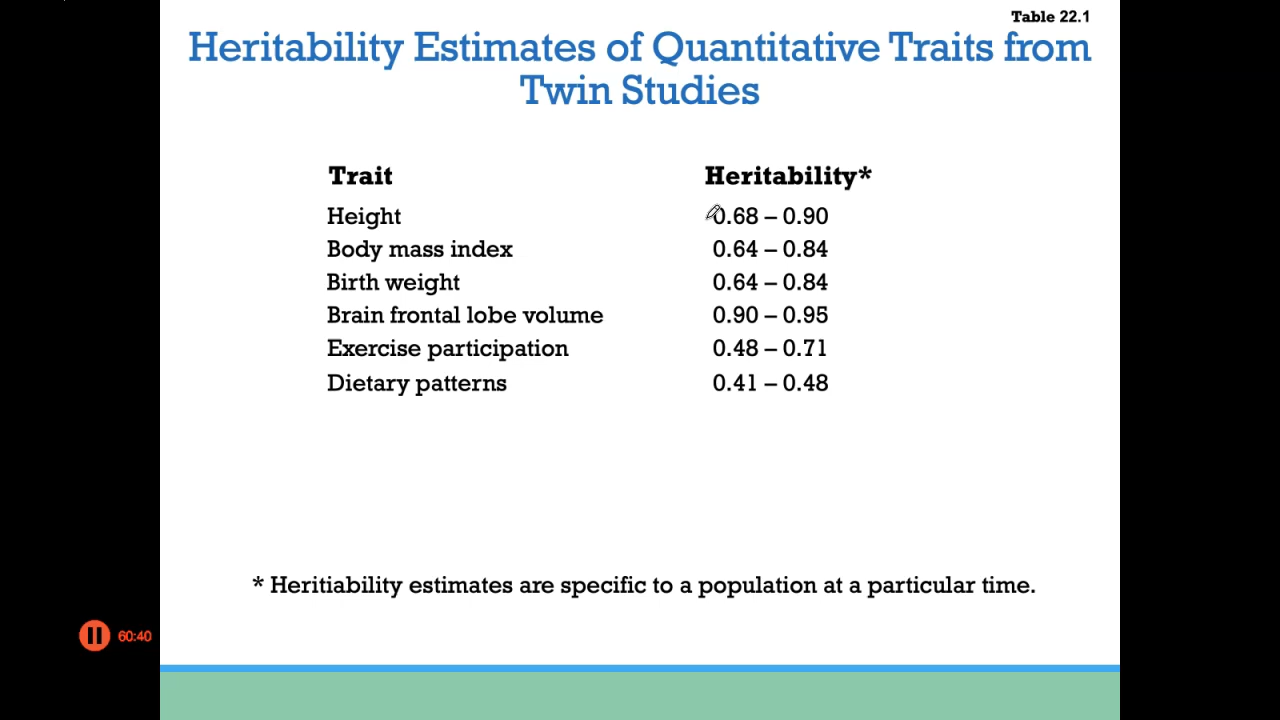 Table 22.1
Heritability Estimates of Quantitative Traits from
Twin Studies
Trait Heritability*
Height 0.68 – 0.90
Body mass index 0.64 – 0.84
Birth weight 0.64 – 0.84
Brain frontal lobe volume 0.90 – 0.95
Exercise participation 0.48 – 0.71
Dietary patterns 0.41 – 0.48
* Heritiability estimates are specific to a population at a particular time.
60:40